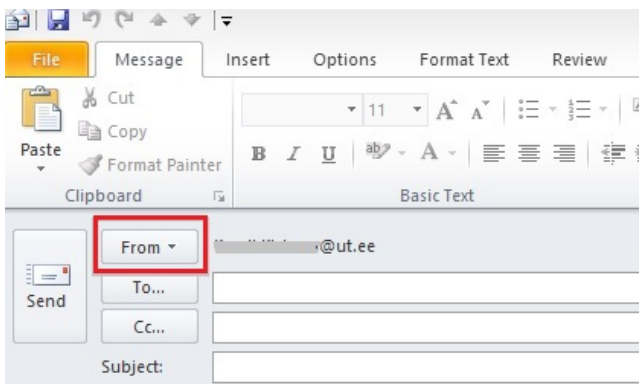 File Message Insert Options Format Text Review
Cut
Copy
Paste
Format Painter
11 A A
B I U ab A
Clipboard Basic Text
From @ut.ee
Send
To...
Cc...
Subject: